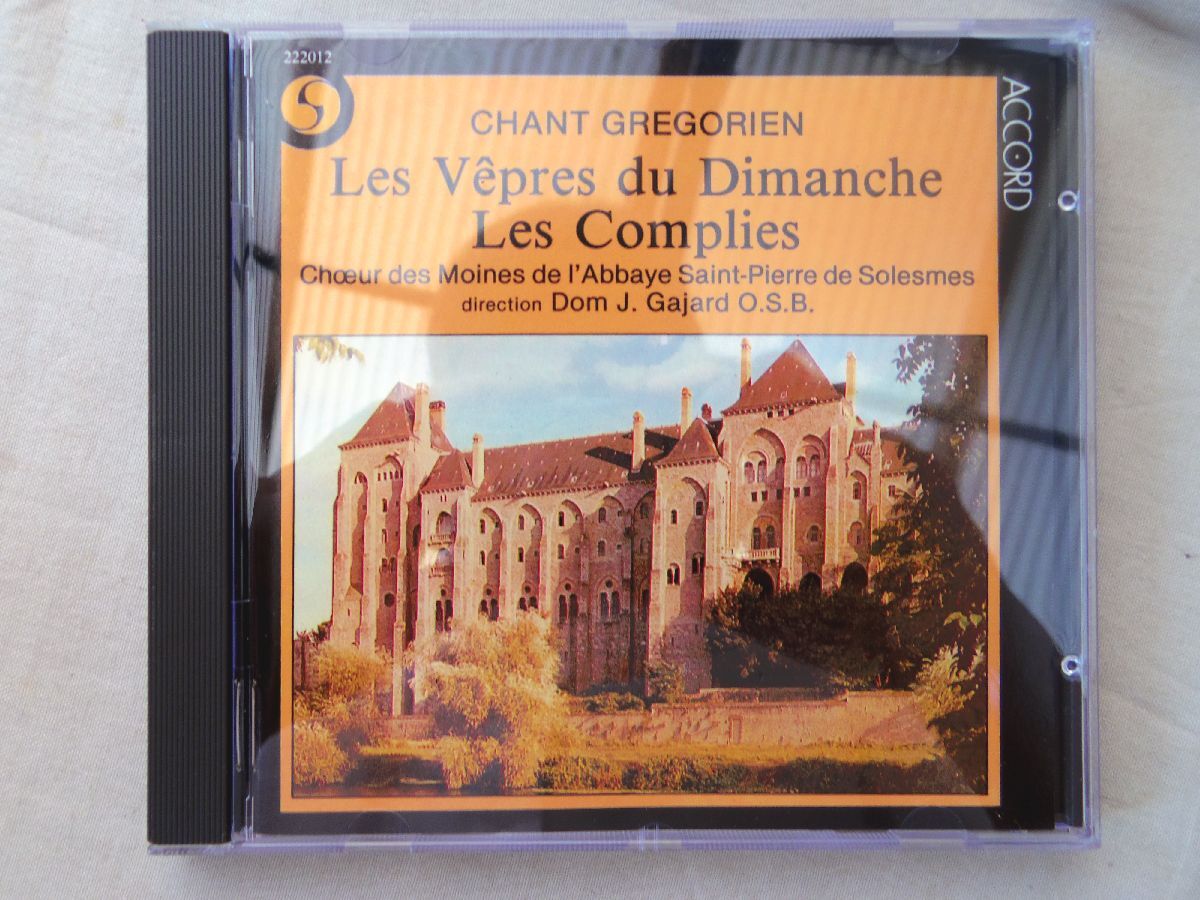 222012
ACCORD
CHANT GREGORIEN
Les Vêpres du Dimanche
Les Complies
Chœur des Moines de l'Abbaye Saint-Pierre de Solesmes
direction Dom J. Gajard O.S.B.